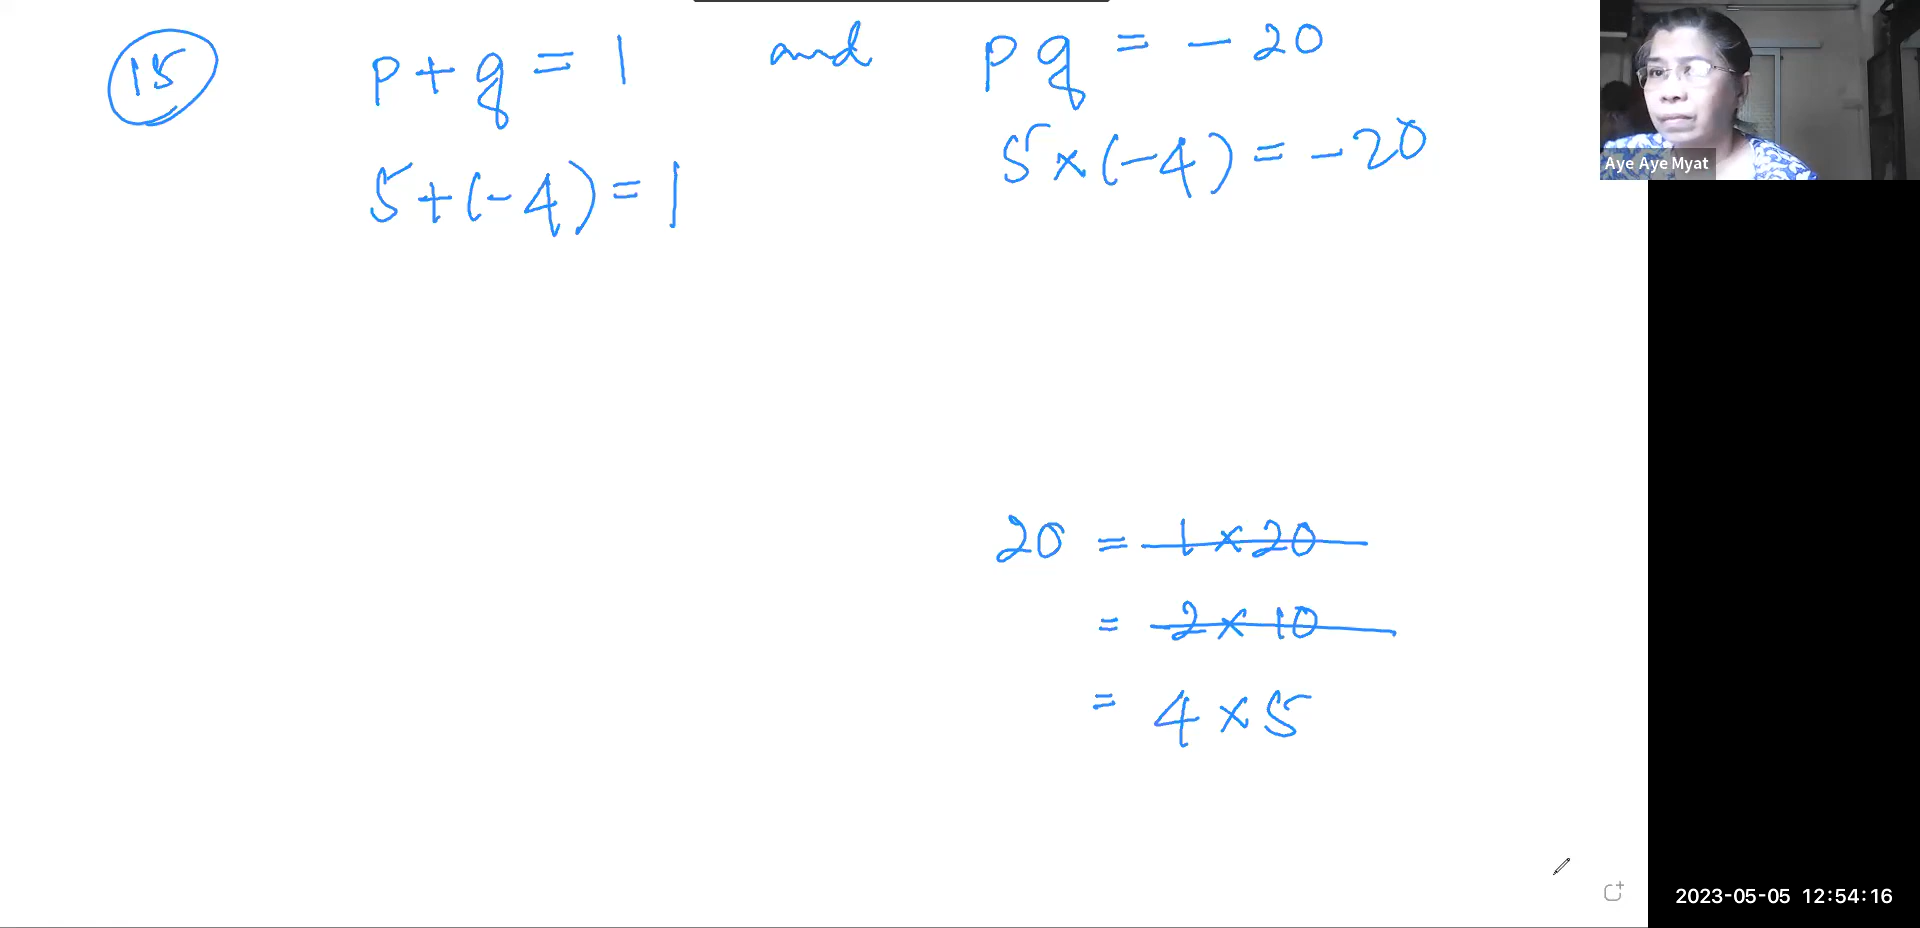 15 p + q = 1 and pq = - 20
5 + (-4) = 1 5 × (-4) = - 20
20 = 1 × 20
= 2 × 10
= 4 × 5
Aye Aye Myat
2023-05-05 12:54:16